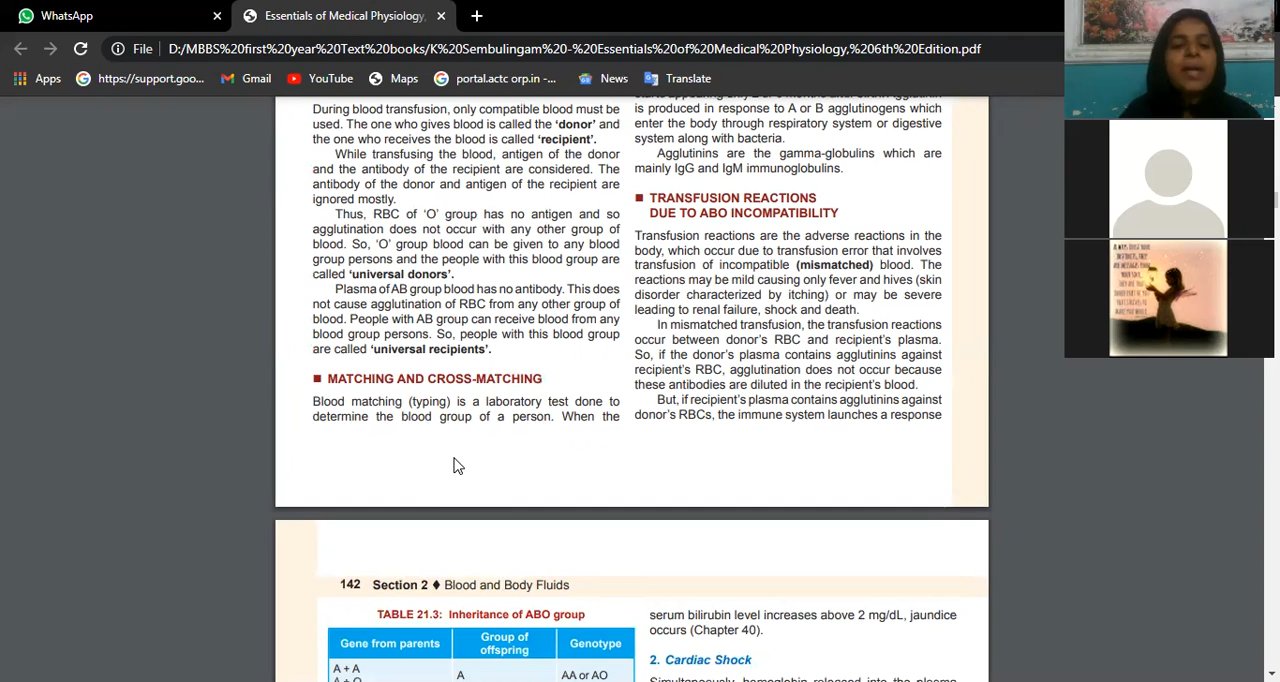 WhatsApp
Essentials of Medical Physiology,
File
D:/MBBS%20first%20year%20Text%20books/K%20Sembulingam%20-%20Essentials%20of%20Medical%20Physiology,%206th%20Edition.pdf
Apps
https://support.goo...
Gmail
YouTube
Maps
portal.actc orp.in -...
News
Translate
During blood transfusion, only compatible blood must be
used. The one who gives blood is called the ‘donor’ and
the one who receives the blood is called ‘recipient’.
While transfusing the blood, antigen of the donor
and the antibody of the recipient are considered. The
antibody of the donor and antigen of the recipient are
ignored mostly.
Thus, RBC of ‘O’ group has no antigen and so
agglutination does not occur with any other group of
blood. So, ‘O’ group blood can be given to any blood
group persons and the people with this blood group are
called ‘universal donors’.
Plasma of AB group blood has no antibody. This does
not cause agglutination of RBC from any other group of
blood. People with AB group can receive blood from any
blood group persons. So, people with this blood group
are called ‘universal recipients’.
MATCHING AND CROSS-MATCHING
Blood matching (typing) is a laboratory test done to
determine the blood group of a person. When the
is produced in response to A or B agglutinogens which
enter the body through respiratory system or digestive
system along with bacteria.
Agglutinins are the gamma-globulins which are
mainly IgG and IgM immunoglobulins.
TRANSFUSION REACTIONS
DUE TO ABO INCOMPATIBILITY
Transfusion reactions are the adverse reactions in the
body, which occur due to transfusion error that involves
transfusion of incompatible (mismatched) blood. The
reactions may be mild causing only fever and hives (skin
disorder characterized by itching) or may be severe
leading to renal failure, shock and death.
In mismatched transfusion, the transfusion reactions
occur between donor’s RBC and recipient’s plasma.
So, if the donor’s plasma contains agglutinins against
recipient’s RBC, agglutination does not occur because
these antibodies are diluted in the recipient’s blood.
But, if recipient’s plasma contains agglutinins against
donor’s RBCs, the immune system launches a response
142 Section 2 ♦ Blood and Body Fluids
TABLE 21.3: Inheritance of ABO group
Gene from parents
Group of
offspring
Genotype
A + A
A + O
A
AA or AO
serum bilirubin level increases above 2 mg/dL, jaundice
occurs (Chapter 40).
2. Cardiac Shock
Simultaneously, hemoglobin released into the plasma